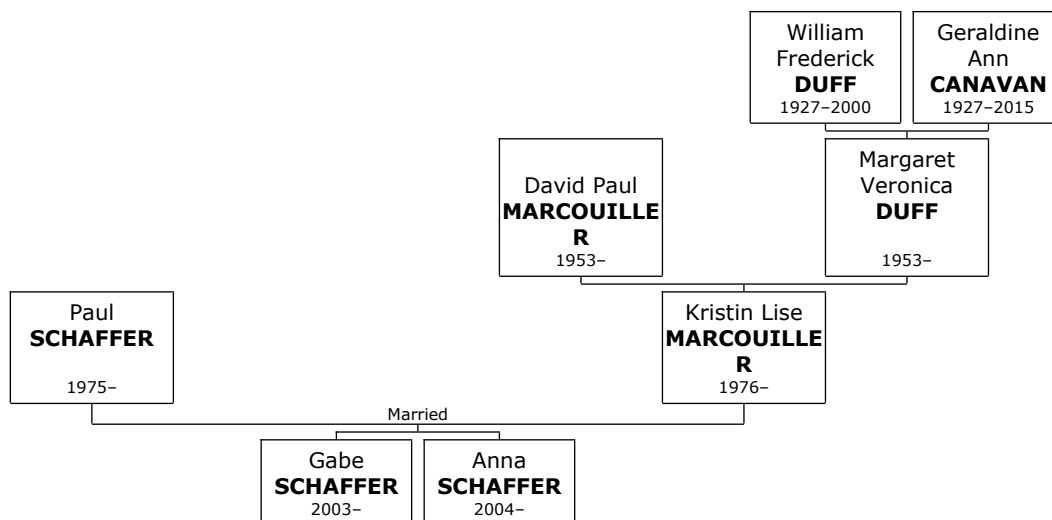 William
Frederick
DUFF
1927–2000
Geraldine
Ann
CANAVAN
1927–2015
David Paul
MARCOUILLE
R
1953–
Margaret
Veronica
DUFF
1953–
Paul
SCHAFFER
1975–
Kristin Lise
MARCOUILLE
R
1976–
Married
Gabe
SCHAFFER
2003–
Anna
SCHAFFER
2004–